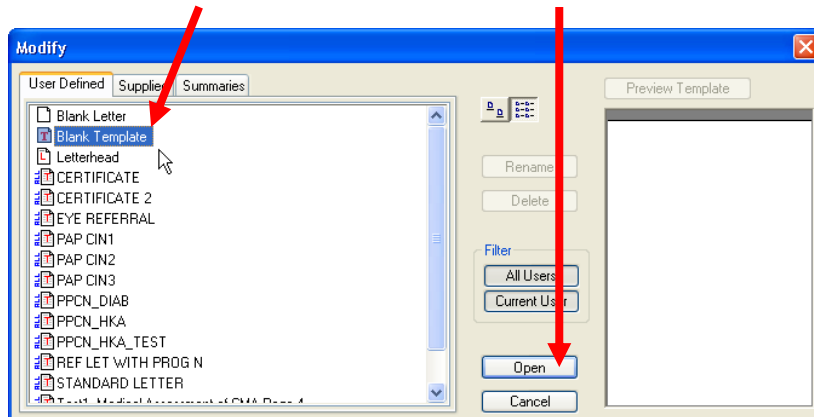 Modify
User Defined Supplied Summaries
Preview Template
Blank Letter
Blank Template
Letterhead
CERTIFICATE
CERTIFICATE 2
EYE REFERRAL
PAP CIN1
PAP CIN2
PAP CIN3
PPCN_DIAB
PPCN_HKA
PPCN_HKA_TEST
REF LET WITH PROG N
STANDARD LETTER
Rename
Delete
Filter
All Users
Current User
Open
Cancel